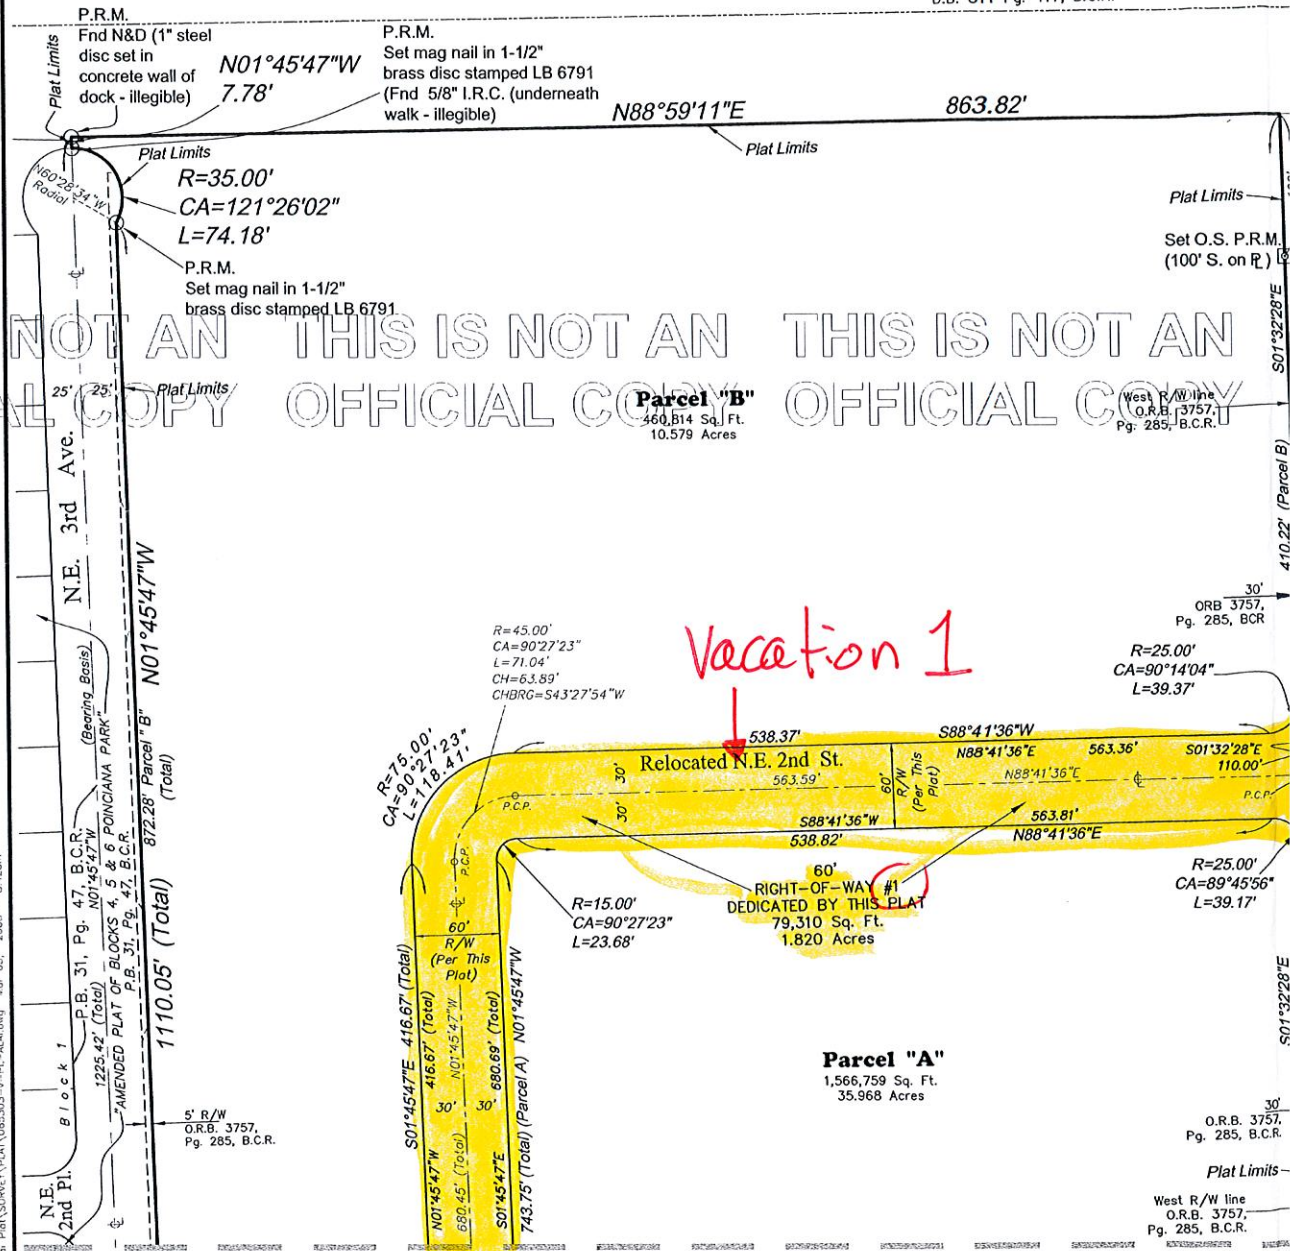 P.R.M.
Fnd N&D (1" steel
disc set in
concrete wall of
dock - illegible)
Plat Limits
N01°45'47"W
7.78'
P.R.M.
Set mag nail in 1-1/2"
brass disc stamped LB 6791
(Fnd 5/8" I.R.C. (underneath
walk - illegible)
N88°59'11"E
863.82'
Plat Limits
Plat Limits
N60°28'34"W
Radial
R=35.00'
CA=121°26'02"
L=74.18'
P.R.M.
Set mag nail in 1-1/2"
brass disc stamped LB 6791
Plat Limits
Set O.S. P.R.M.
(100' S. on PL)
S01°32'28"E
NOT AN THIS IS NOT AN THIS IS NOT AN
AL COPY OFFICIAL COPY OFFICIAL COPY
25' 25'
Plat Limits
Parcel "B"
460,814 Sq. Ft.
10.579 Acres
West R/W line
O.R.B. 3757,
Pg. 285, B.C.R.
410.22' (Parcel B)
N.E. 3rd Ave.
(Bearing Basis)
N01°45'47"W
872.28' Parcel "B"
(Total)
1110.05' (Total)
P.B. 31, Pg. 47, B.C.R.
N01°45'47"W
1225.42' (Total)
"AMENDED PLAT OF BLOCKS 4, 5 & 6 POINCIANA PARK"
P.B. 31, Pg. 47, B.C.R.
Block 1
N.E.
2nd Pl.
5' R/W
O.R.B. 3757,
Pg. 285, B.C.R.
30'
ORB 3757,
Pg. 285, BCR
R=25.00'
CA=90°14'04"
L=39.37'
R=45.00'
CA=90°27'23"
L=71.04'
CH=63.89'
CHBRG=S43°27'54"W
Vacation 1
R=75.00'
CA=90°27'23"
L=118.41'
538.37'
S88°41'36"W
Relocated N.E. 2nd St.
563.59'
30'
30'
P.C.P.
60'
R/W
(Per This
Plat)
N88°41'36"E
563.36'
S01°32'28"E
110.00'
N88°41'36"E
P.C.P.
S88°41'36"W
538.82'
563.81'
N88°41'36"E
P.C.P.
60'
RIGHT-OF-WAY #1
DEDICATED BY THIS PLAT
79,310 Sq. Ft.
1.820 Acres
R=25.00'
CA=89°45'56"
L=39.17'
R=15.00'
CA=90°27'23"
L=23.68'
60'
R/W
(Per This
Plat)
S01°45'47"E 416.67' (Total)
N01°45'47"W
416.67' (Total)
N01°45'47"W
680.45' (Total)
30' 30'
S01°45'47"E
680.69' (Total)
743.75' (Total) (Parcel A) N01°45'47"W
Parcel "A"
1,566,759 Sq. Ft.
35.968 Acres
S01°32'28"E
30'
O.R.B. 3757,
Pg. 285, B.C.R.
Plat Limits
West R/W line
O.R.B. 3757,
Pg. 285, B.C.R.